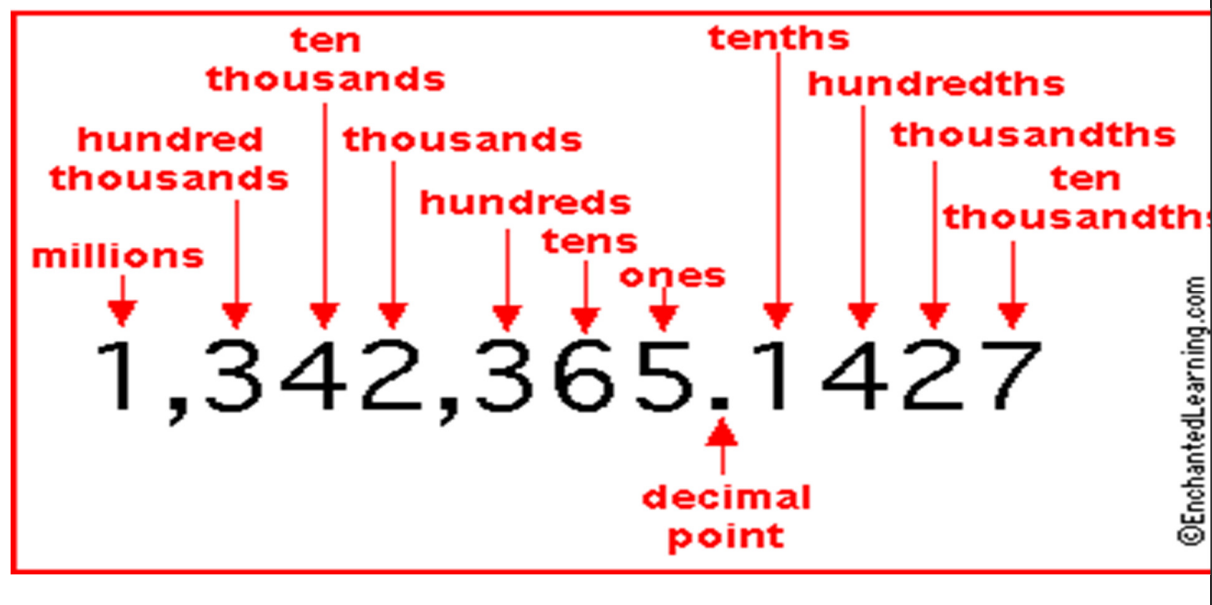 ten
thousands
tenths
hundredths
hundred
thousands
thousands
thousandths
ten
thousandths
hundreds
tens
ones
millions
1,342,365.1427
decimal
point
©EnchantedLearning.com